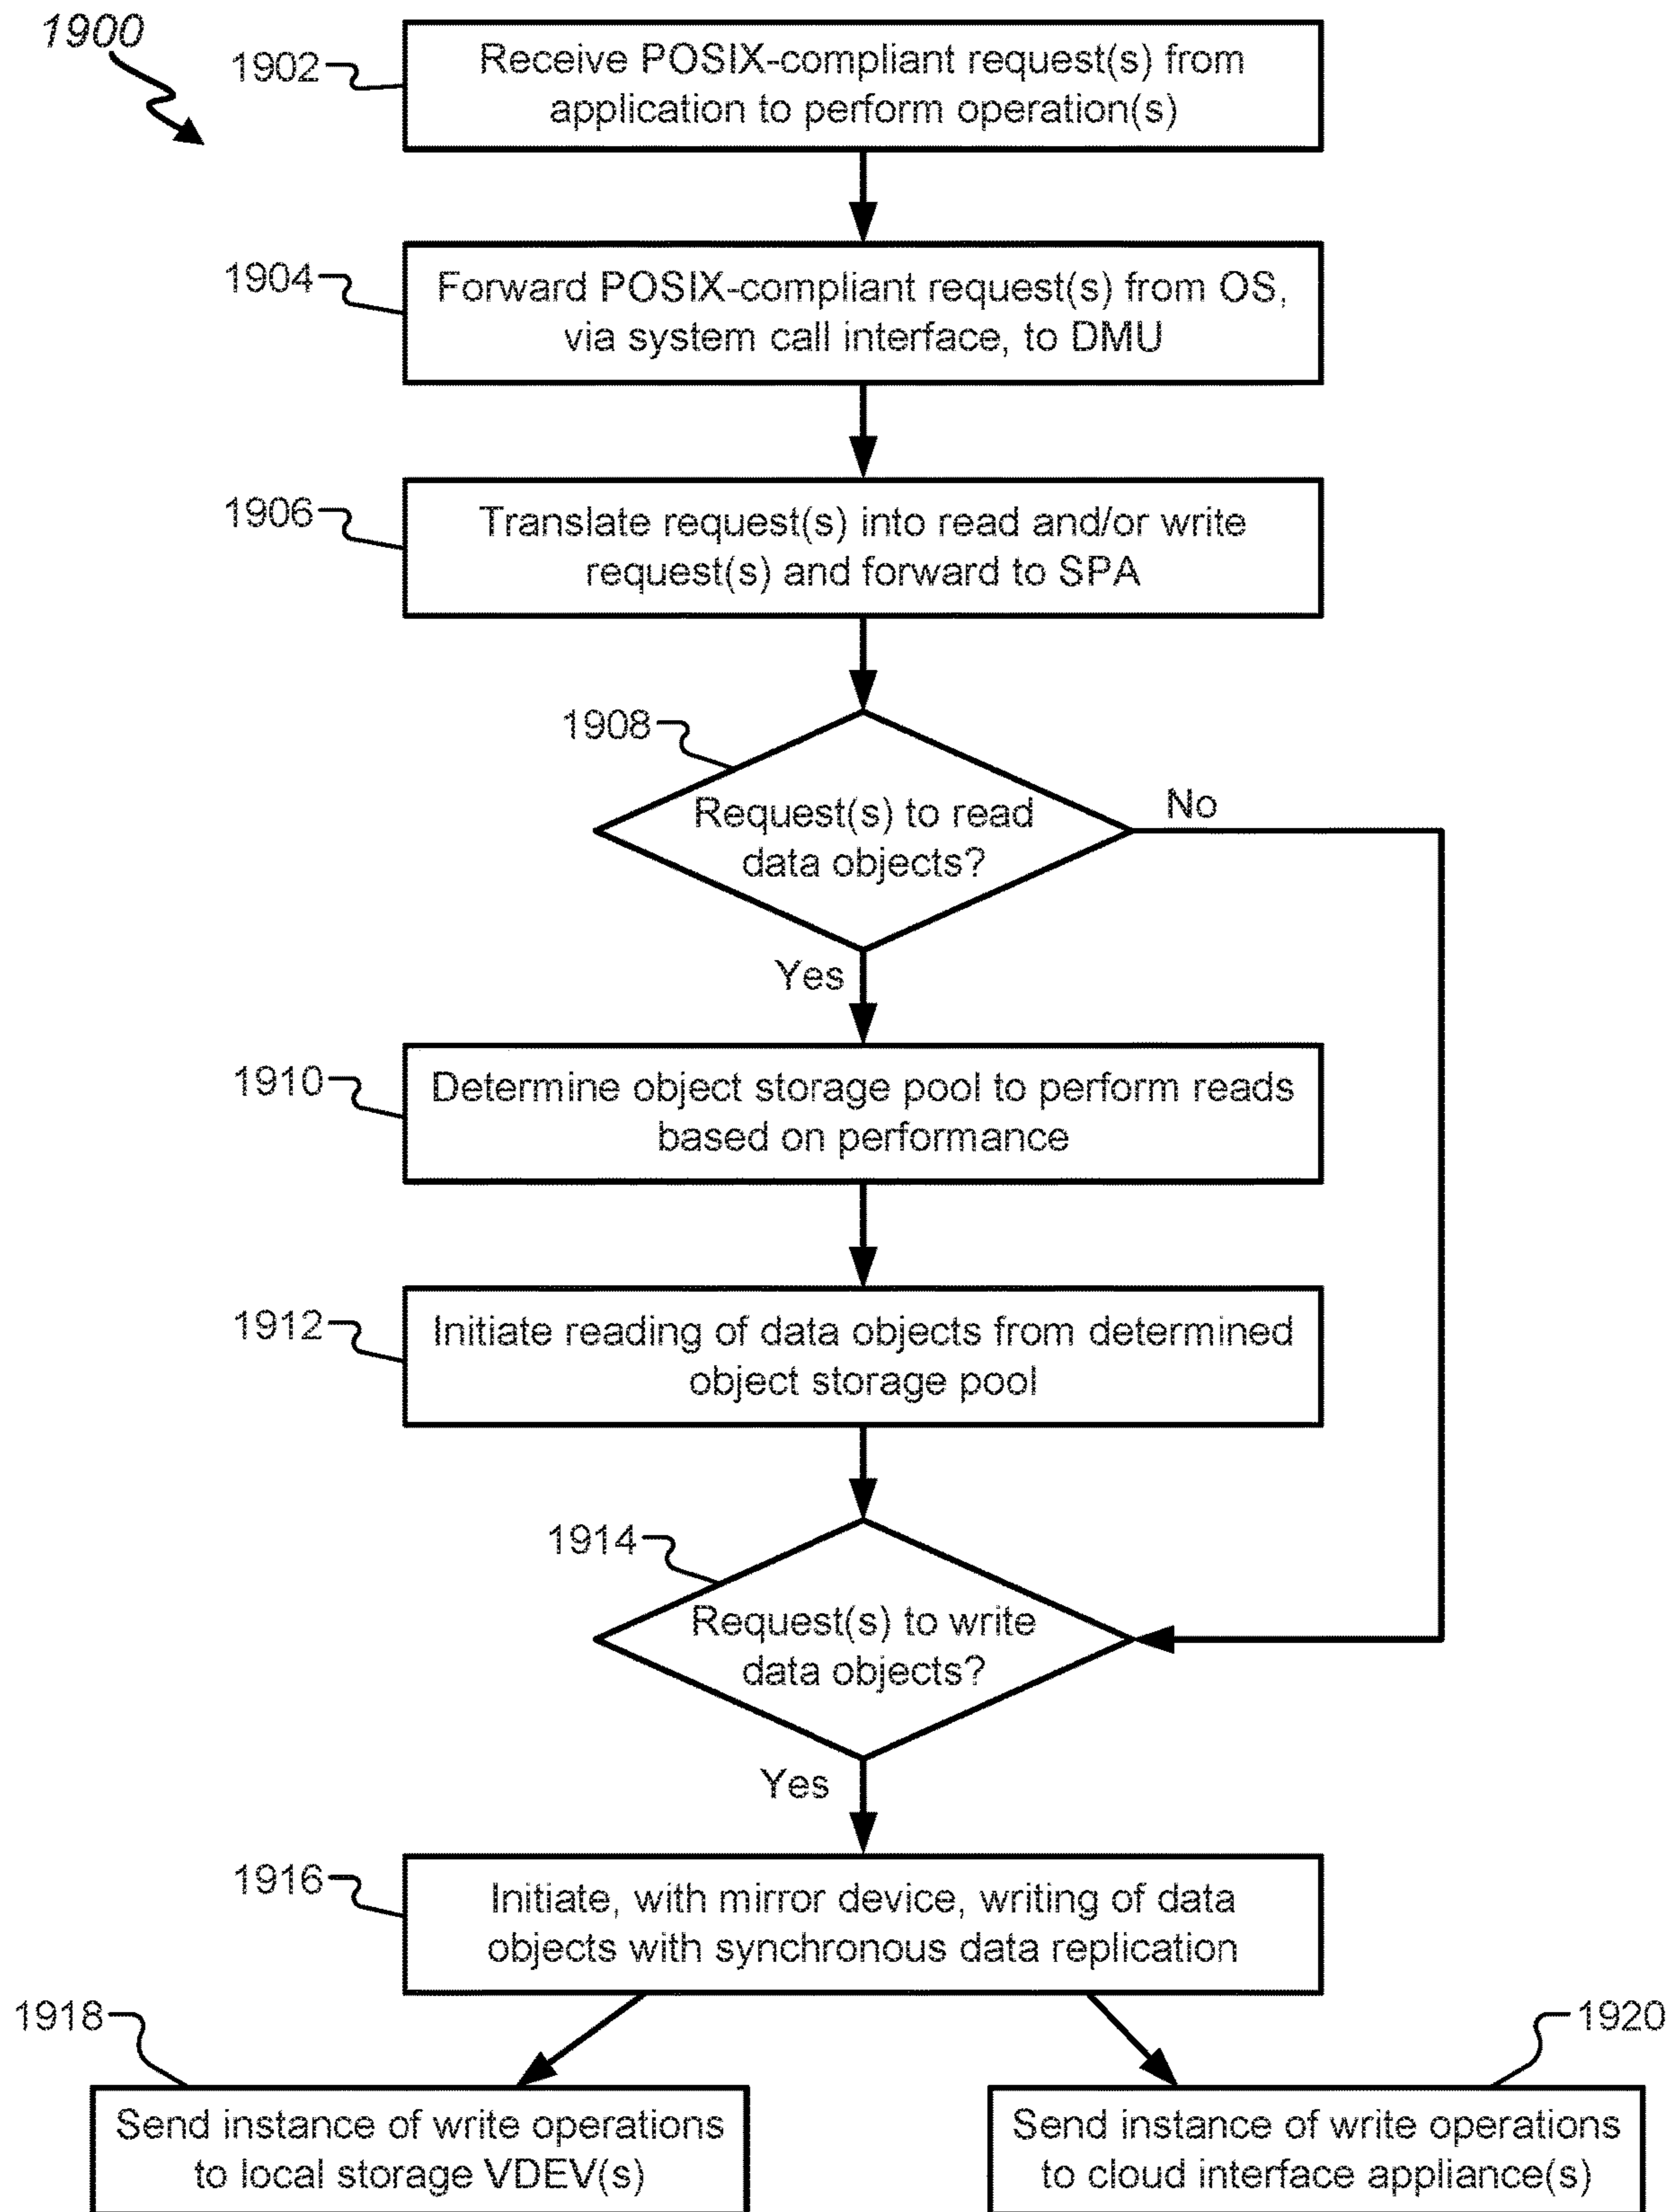 1900
1902
Receive POSIX-compliant request(s) from
application to perform operation(s)
1904
Forward POSIX-compliant request(s) from OS,
via system call interface, to DMU
1906
Translate request(s) into read and/or write
request(s) and forward to SPA
1908
Request(s) to read
data objects?
No
Yes
1910
Determine object storage pool to perform reads
based on performance
1912
Initiate reading of data objects from determined
object storage pool
1914
Request(s) to write
data objects?
Yes
1916
Initiate, with mirror device, writing of data
objects with synchronous data replication
1918
Send instance of write operations
to local storage VDEV(s)
1920
Send instance of write operations
to cloud interface appliance(s)